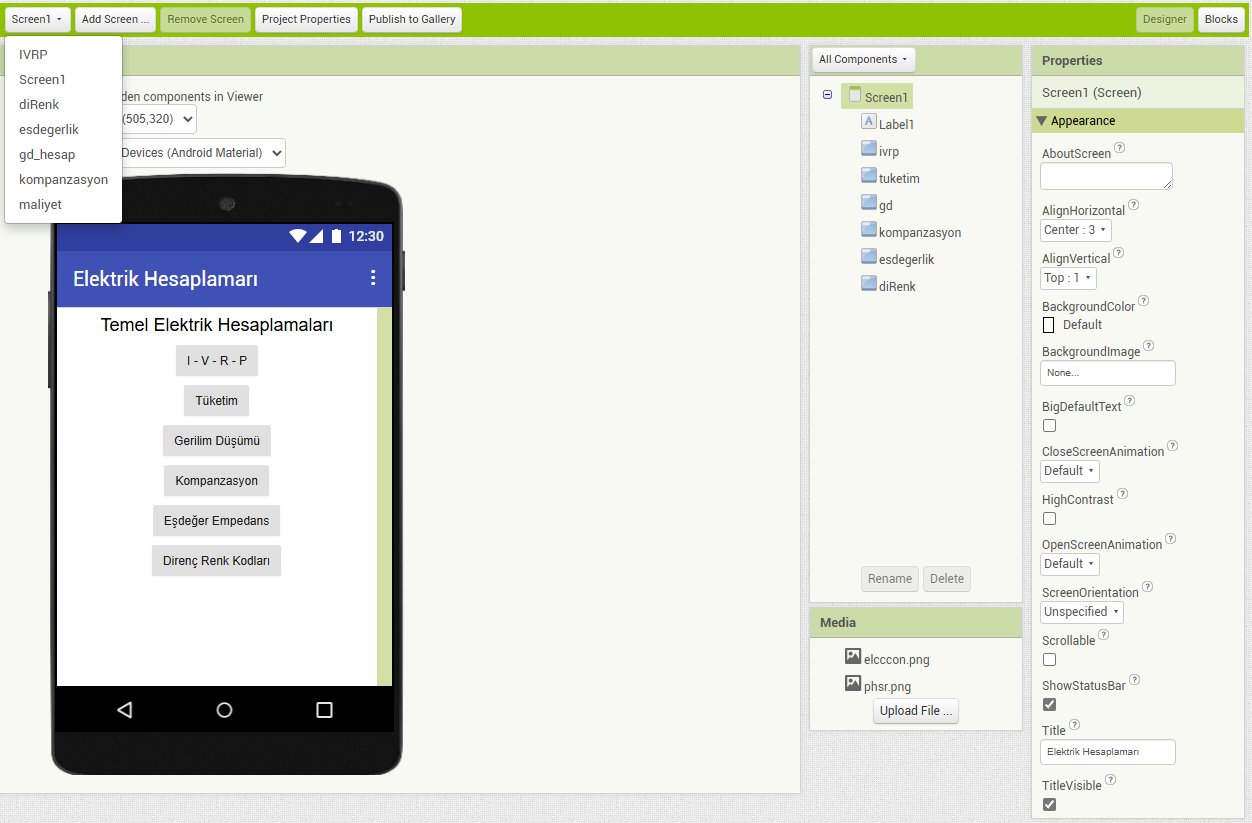 Screen1 Add Screen ... Remove Screen Project Properties Publish to Gallery Designer Blocks
IVRP
Screen1
diRenk
esdegerlik
gd_hesap
kompanzasyon
maliyet
den components in Viewer
(505,320)
Devices (Android Material)
12:30
Elektrik Hesaplamarı
Temel Elektrik Hesaplamaları
I - V - R - P
Tüketim
Gerilim Düşümü
Kompanzasyon
Eşdeğer Empedans
Direnç Renk Kodları
All Components
Screen1
A Label1
ivrp
tuketim
gd
kompanzasyon
esdegerlik
diRenk
Rename Delete
Media
elcccon.png
phsr.png
Upload File ...
Properties
Screen1 (Screen)
Appearance
AboutScreen ?
AlignHorizontal ?
Center : 3
AlignVertical ?
Top : 1
BackgroundColor ?
Default
BackgroundImage ?
None...
BigDefaultText ?
CloseScreenAnimation ?
Default
HighContrast ?
OpenScreenAnimation ?
Default
ScreenOrientation ?
Unspecified
Scrollable ?
ShowStatusBar ?
Title ?
Elektrik Hesaplamarı
TitleVisible ?